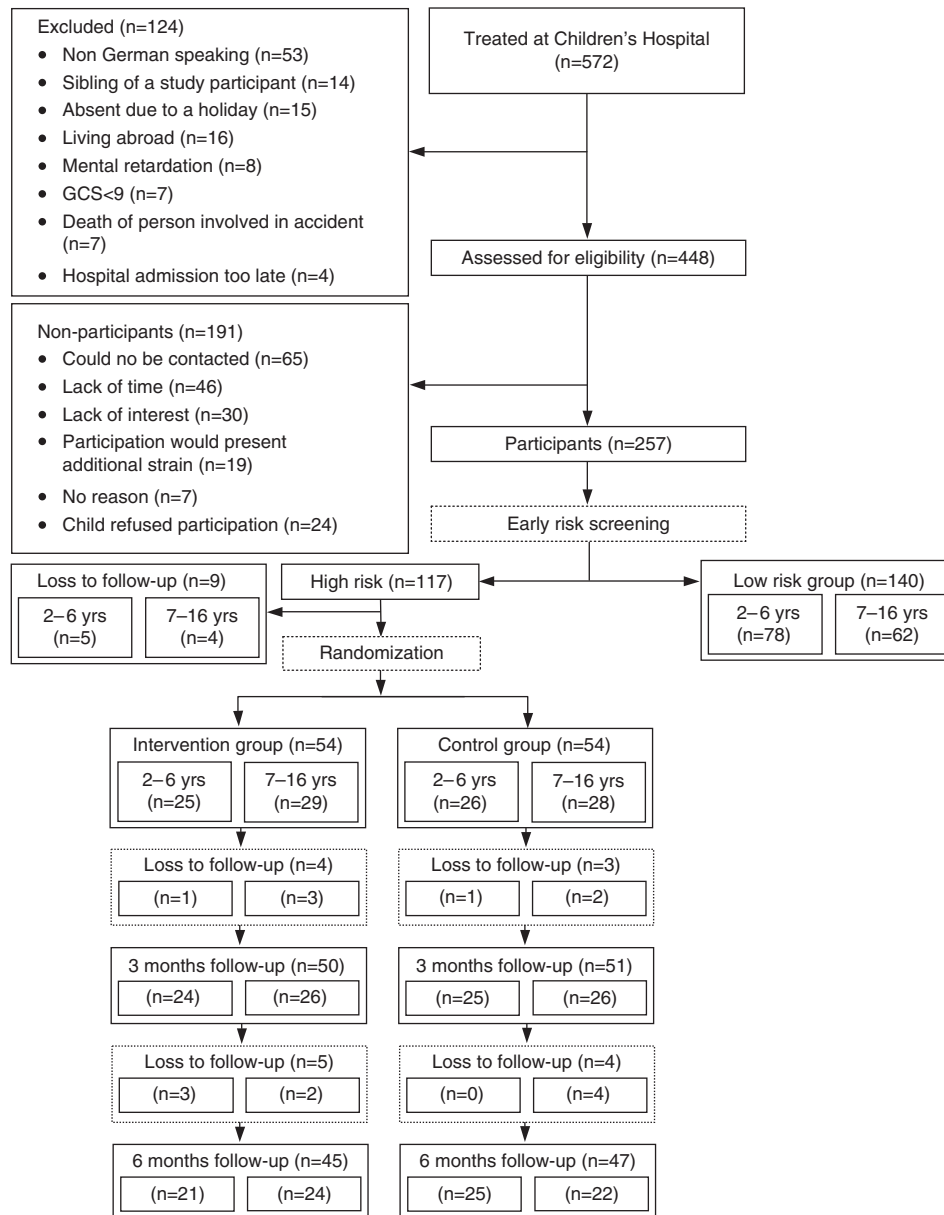 Excluded (n=124)
• Non German speaking (n=53)
• Sibling of a study participant (n=14)
• Absent due to a holiday (n=15)
• Living abroad (n=16)
• Mental retardation (n=8)
• GCS<9 (n=7)
• Death of person involved in accident
(n=7)
• Hospital admission too late (n=4)
Treated at Children's Hospital
(n=572)
Assessed for eligibility (n=448)
Non-participants (n=191)
• Could no be contacted (n=65)
• Lack of time (n=46)
• Lack of interest (n=30)
• Participation would present
additional strain (n=19)
• No reason (n=7)
• Child refused participation (n=24)
Participants (n=257)
Early risk screening
Loss to follow-up (n=9)
2–6 yrs
(n=5)
7–16 yrs
(n=4)
High risk (n=117)
Low risk group (n=140)
2–6 yrs
(n=78)
7–16 yrs
(n=62)
Randomization
Intervention group (n=54)
2–6 yrs
(n=25)
7–16 yrs
(n=29)
Control group (n=54)
2–6 yrs
(n=26)
7–16 yrs
(n=28)
Loss to follow-up (n=4)
(n=1)
(n=3)
Loss to follow-up (n=3)
(n=1)
(n=2)
3 months follow-up (n=50)
(n=24)
(n=26)
3 months follow-up (n=51)
(n=25)
(n=26)
Loss to follow-up (n=5)
(n=3)
(n=2)
Loss to follow-up (n=4)
(n=0)
(n=4)
6 months follow-up (n=45)
(n=21)
(n=24)
6 months follow-up (n=47)
(n=25)
(n=22)